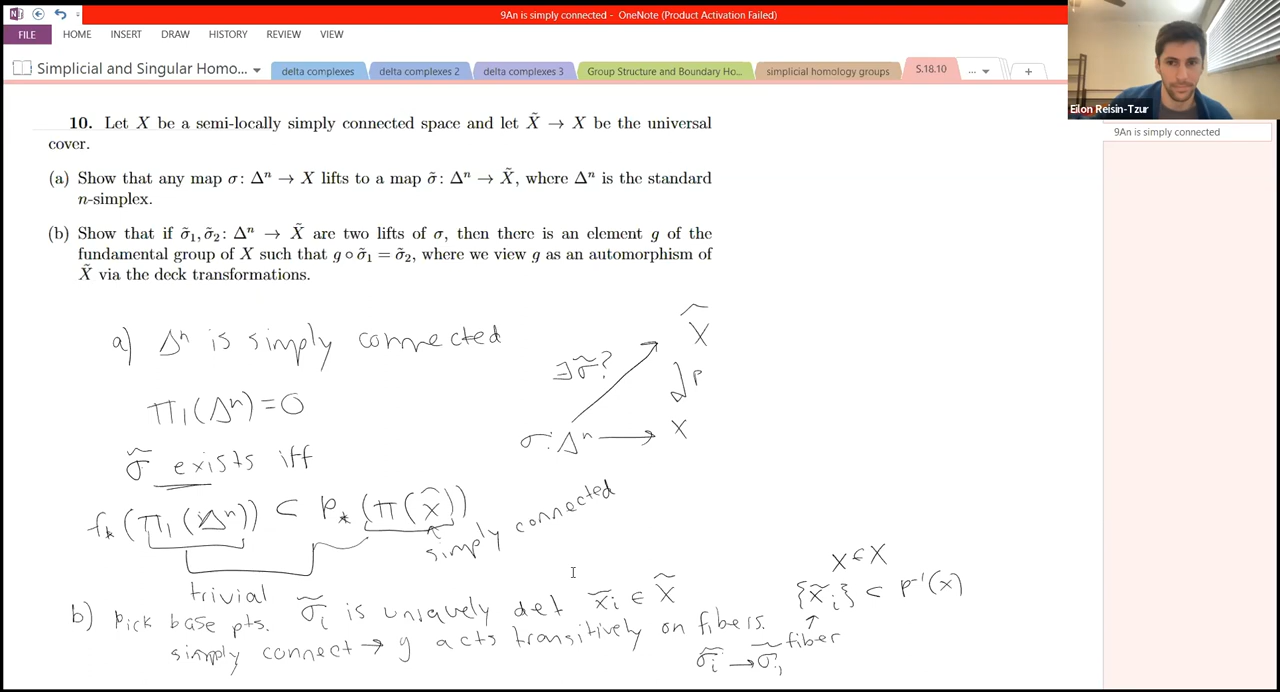 9An is simply connected - OneNote (Product Activation Failed)
FILE HOME INSERT DRAW HISTORY REVIEW VIEW
Simplicial and Singular Homo...
delta complexes
delta complexes 2
delta complexes 3
Group Structure and Boundary Ho...
simplicial homology groups
S.18.10
...
+
Eilon Reisin-Tzur
9An is simply connected
10. Let X be a semi-locally simply connected space and let X̃ → X be the universal
cover.
(a) Show that any map σ: Δⁿ → X lifts to a map σ̃: Δⁿ → X̃, where Δⁿ is the standard
n-simplex.
(b) Show that if σ̃₁, σ̃₂: Δⁿ → X̃ are two lifts of σ, then there is an element g of the
fundamental group of X such that g ∘ σ̃₁ = σ̃₂, where we view g as an automorphism of
X̃ via the deck transformations.
a) Δⁿ is simply connected
π₁(Δⁿ) = 0
σ̃ exists iff
f⁎(π₁(Δⁿ)) ⊂ p⁎(π(X̃))
trivial
simply connected
∃σ̃?
X̃
↓p
σ: Δⁿ → X
b) pick base pts. σ̃ᵢ is uniquely det x̃ᵢ ∈ X̃
simply connect → g acts transitively on fibers.
x ∈ X
{x̃ᵢ} ⊂ p⁻¹(x)
↑
fiber
σ̃ᵢ → σ̃ⱼ